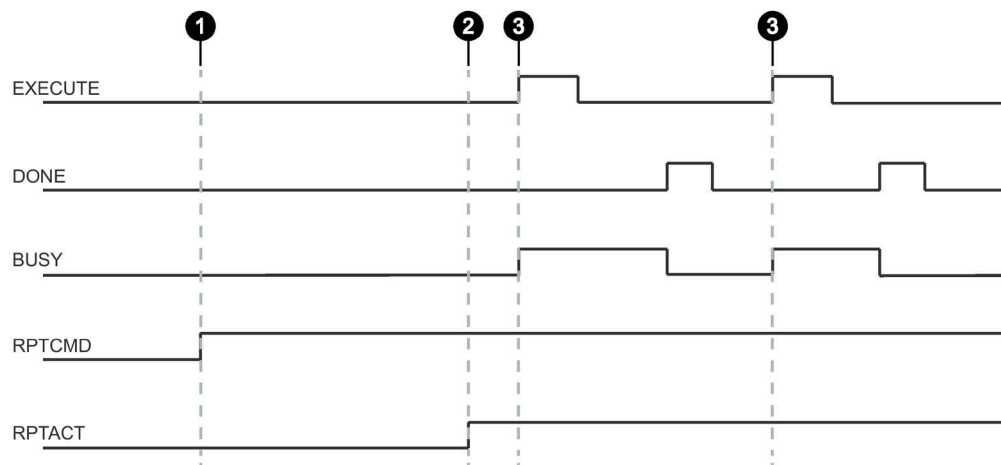 1 2 3 3
EXECUTE
DONE
BUSY
RPTCMD
RPTACT